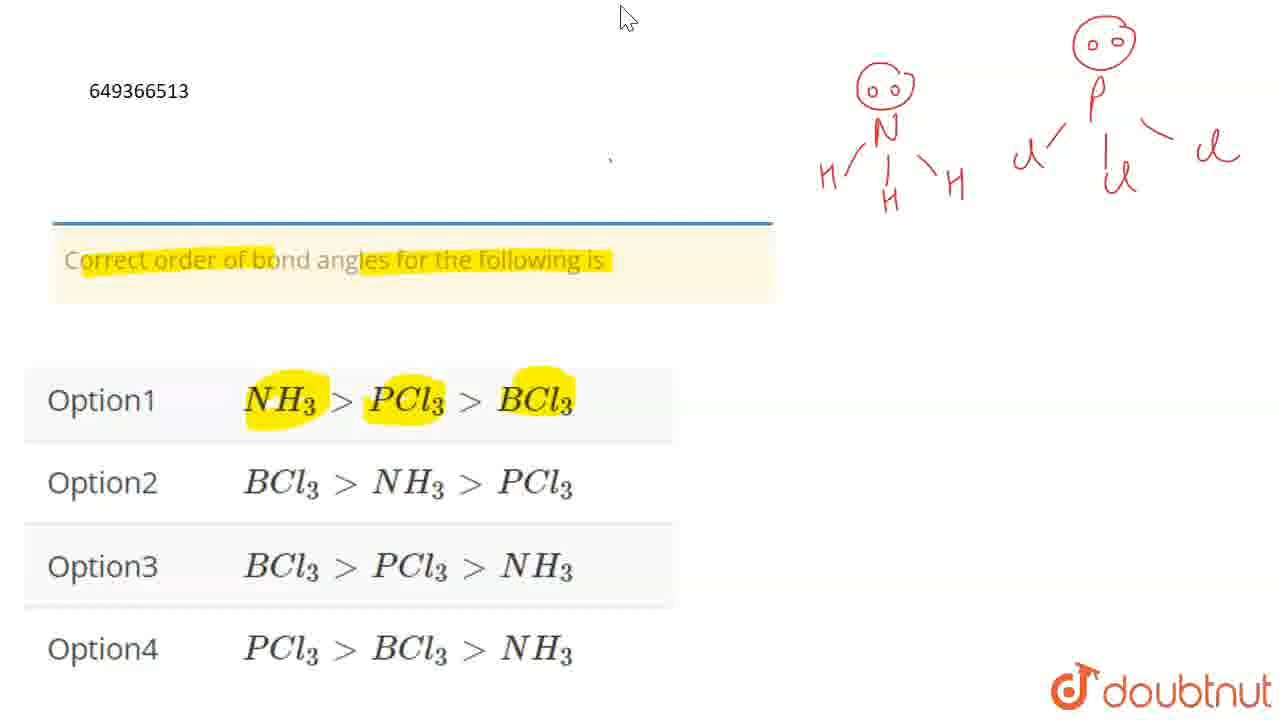 649366513
N
H
H
H
P
Cl
Cl
Cl
Correct order of bond angles for the following is
Option1 NH₃ > PCl₃ > BCl₃
Option2 BCl₃ > NH₃ > PCl₃
Option3 BCl₃ > PCl₃ > NH₃
Option4 PCl₃ > BCl₃ > NH₃
doubtnut